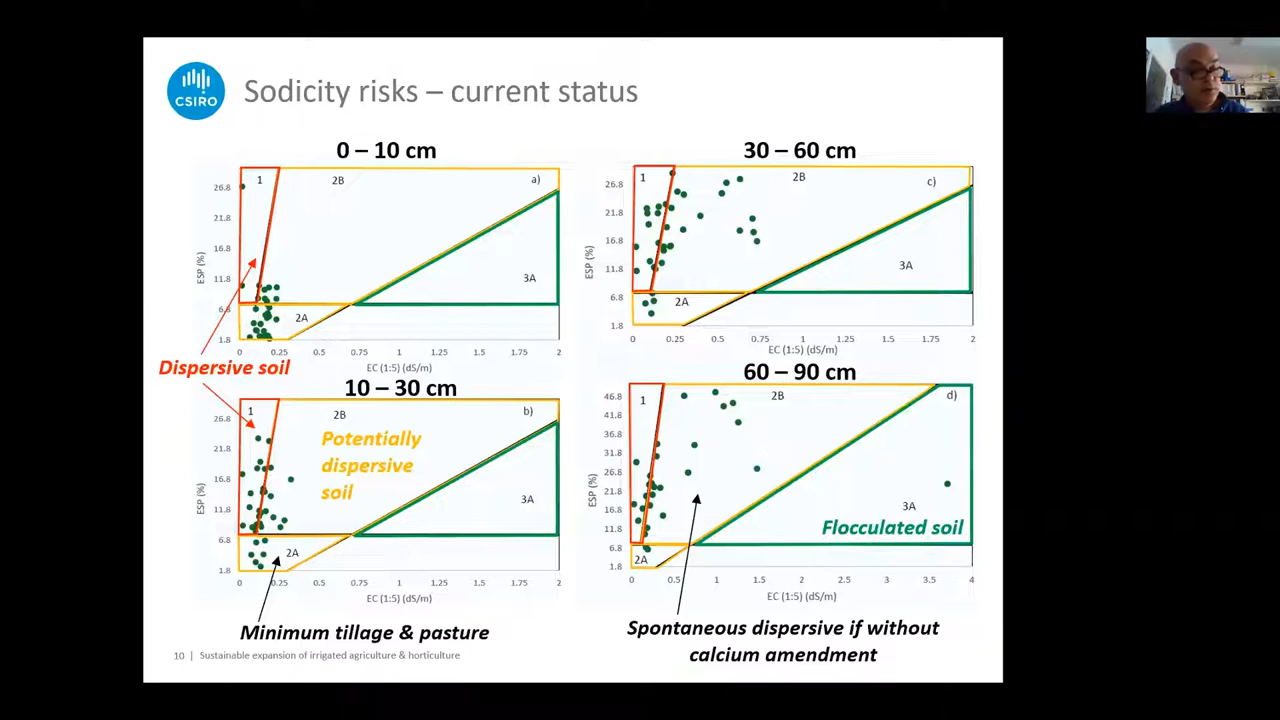 CSIRO
Sodicity risks – current status
0 – 10 cm
26.8
21.8
16.8
11.8
6.8
1.8
ESP (%)
1
2B
a)
3A
2A
0
0.25
0.5
0.75
1
1.25
1.5
1.75
2
EC (1:5) (dS/m)
30 – 60 cm
26.8
21.8
16.8
11.8
6.8
1.8
ESP (%)
1
2B
c)
3A
2A
0
0.25
0.5
0.75
1
1.25
1.5
1.75
2
EC (1:5) (dS/m)
Dispersive soil
10 – 30 cm
26.8
21.8
16.8
11.8
6.8
1.8
ESP (%)
1
2B
b)
Potentially
dispersive
soil
3A
2A
0
0.25
0.5
0.75
1
1.25
1.5
1.75
2
EC (1:5) (dS/m)
60 – 90 cm
46.8
41.8
36.8
31.8
26.8
21.8
16.8
11.8
6.8
1.8
ESP (%)
1
2B
d)
3A
Flocculated soil
2A
0
0.5
1
1.5
2
2.5
3
3.5
4
EC (1:5) (dS/m)
Minimum tillage & pasture
Spontaneous dispersive if without
calcium amendment
10 | Sustainable expansion of irrigated agriculture & horticulture